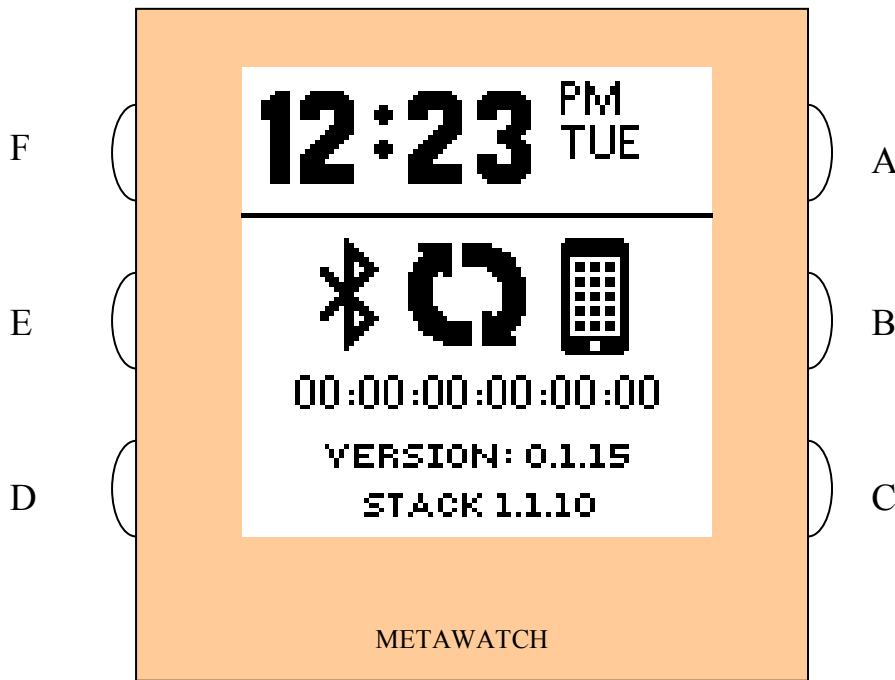 12:23 PM
TUE
F
A
E
B
00:00:00:00:00:00
VERSION: 0.1.15
D
STACK 1.1.10
C
METAWATCH